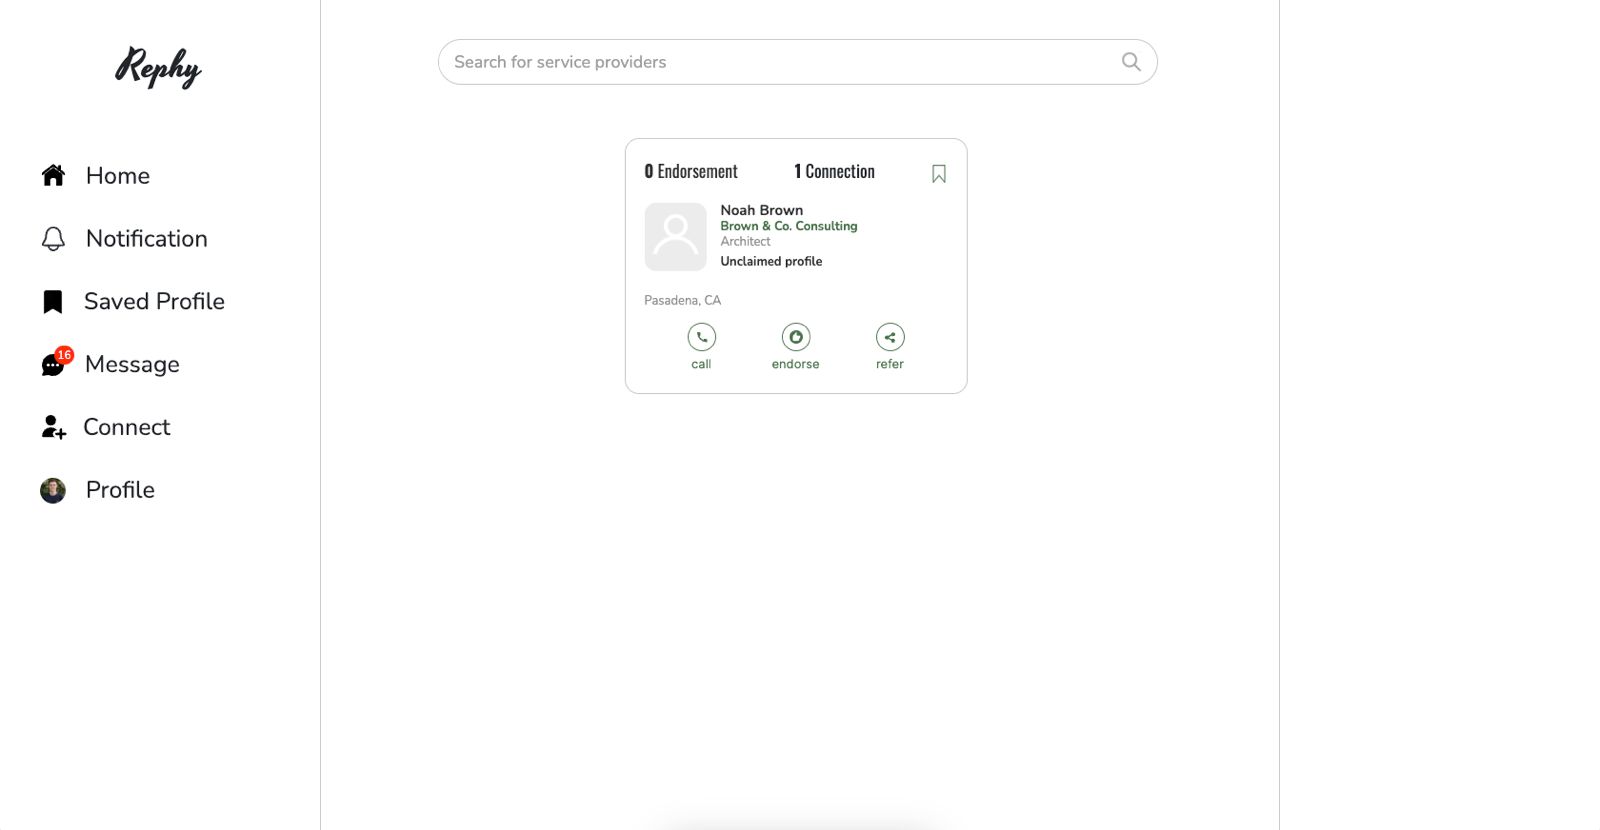 Rephy
Home
Notification
Saved Profile
16
Message
Connect
Profile
Search for service providers
0 Endorsement
1 Connection
Noah Brown
Brown & Co. Consulting
Architect
Unclaimed profile
Pasadena, CA
call
endorse
refer